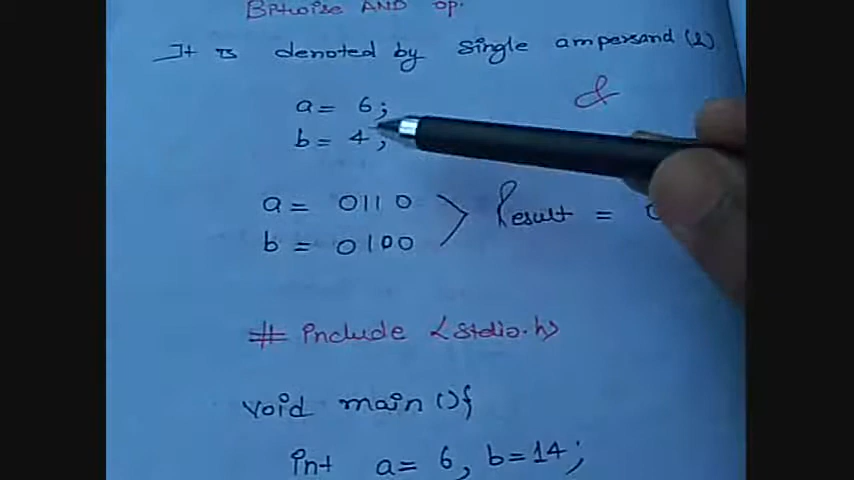 Bitwise AND op.
It is denoted by single ampersand (&)
&
a = 6;
b = 4;
a = 0110
b = 0100
Result = 0
# include <stdio.h>
void main(){
int a= 6, b=14;